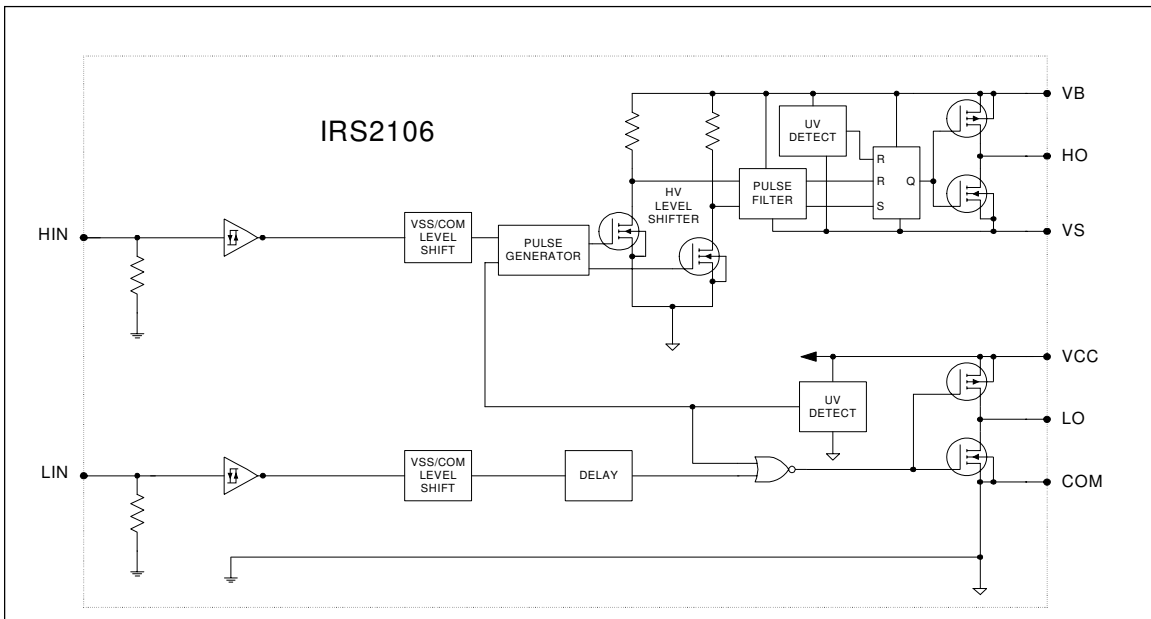 IRS2106
VB
UV
DETECT
HO
R
R
Q
S
PULSE
FILTER
HV
LEVEL
SHIFTER
VS
HIN
VSS/COM
LEVEL
SHIFT
PULSE
GENERATOR
VCC
UV
DETECT
LO
LIN
VSS/COM
LEVEL
SHIFT
DELAY
COM